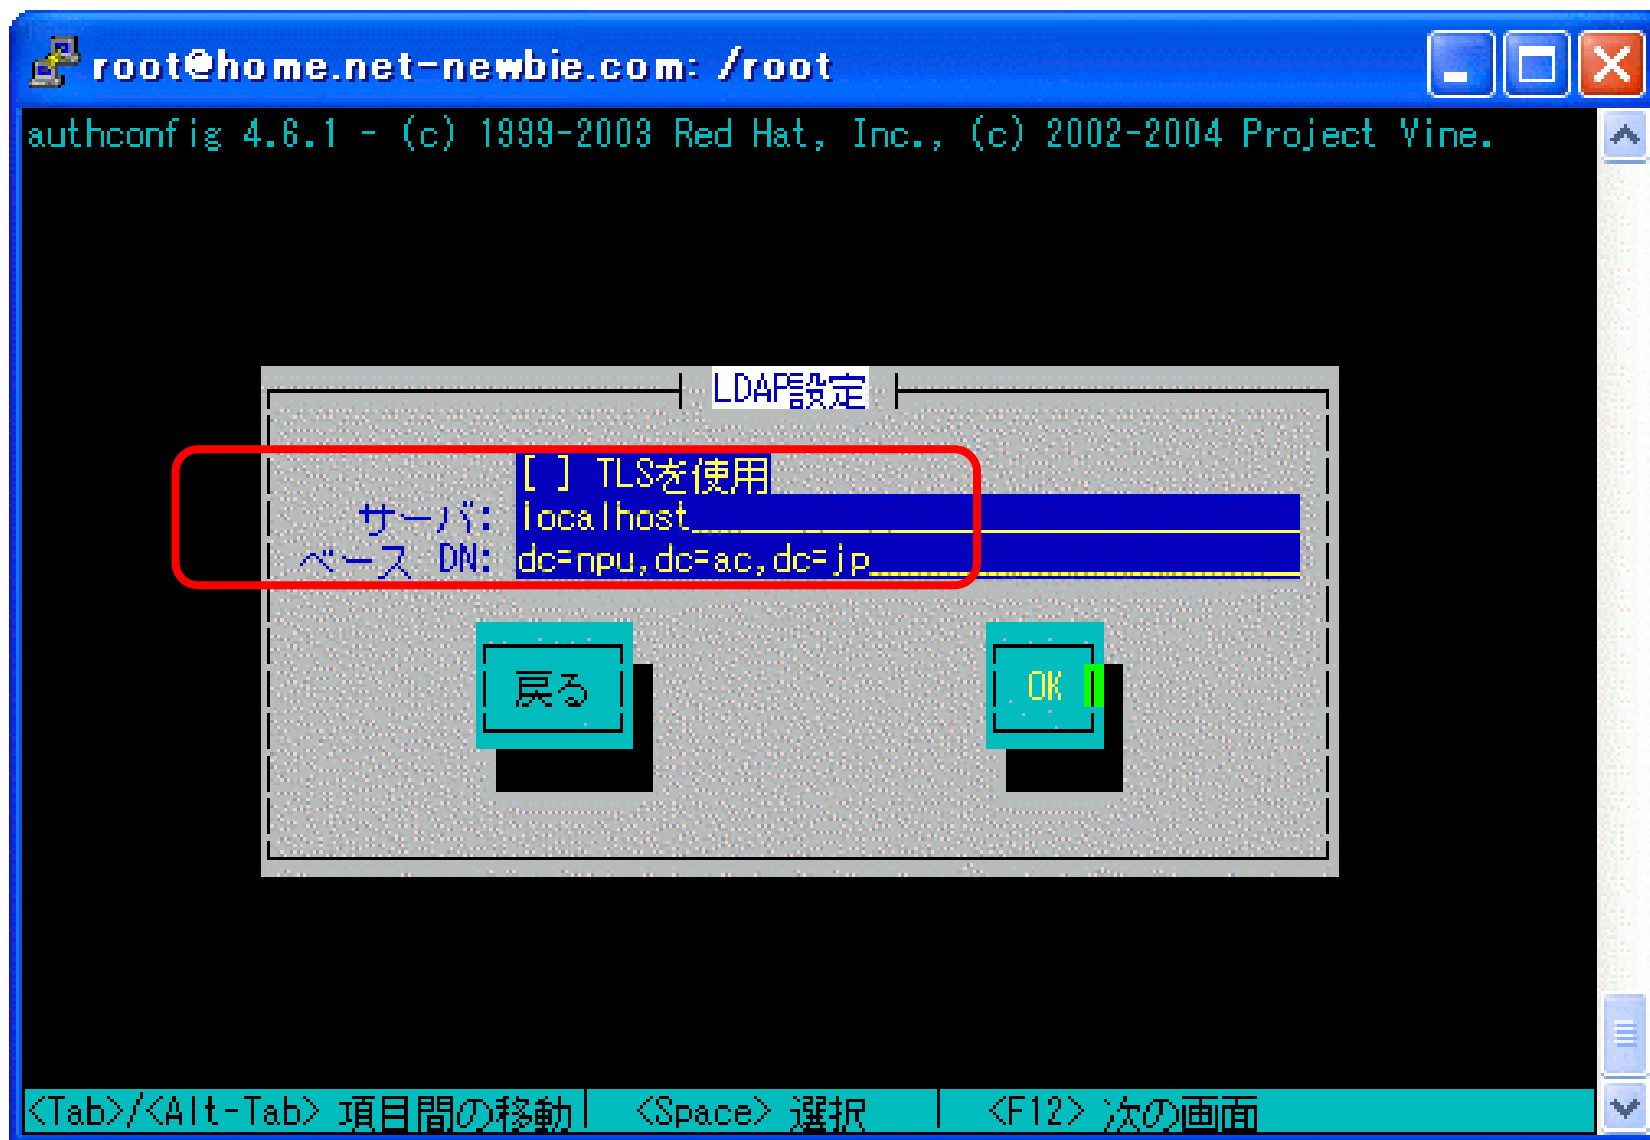 root@home.net-newbie.com: /root
authconfig 4.6.1 - (c) 1999-2003 Red Hat, Inc., (c) 2002-2004 Project Vine.
LDAP設定
[ ] TLSを使用
サーバ: localhost
ベース DN: dc=npu,dc=ac,dc=jp
戻る OK
<Tab>/<Alt-Tab> 項目間の移動 | <Space> 選択 | <F12> 次の画面